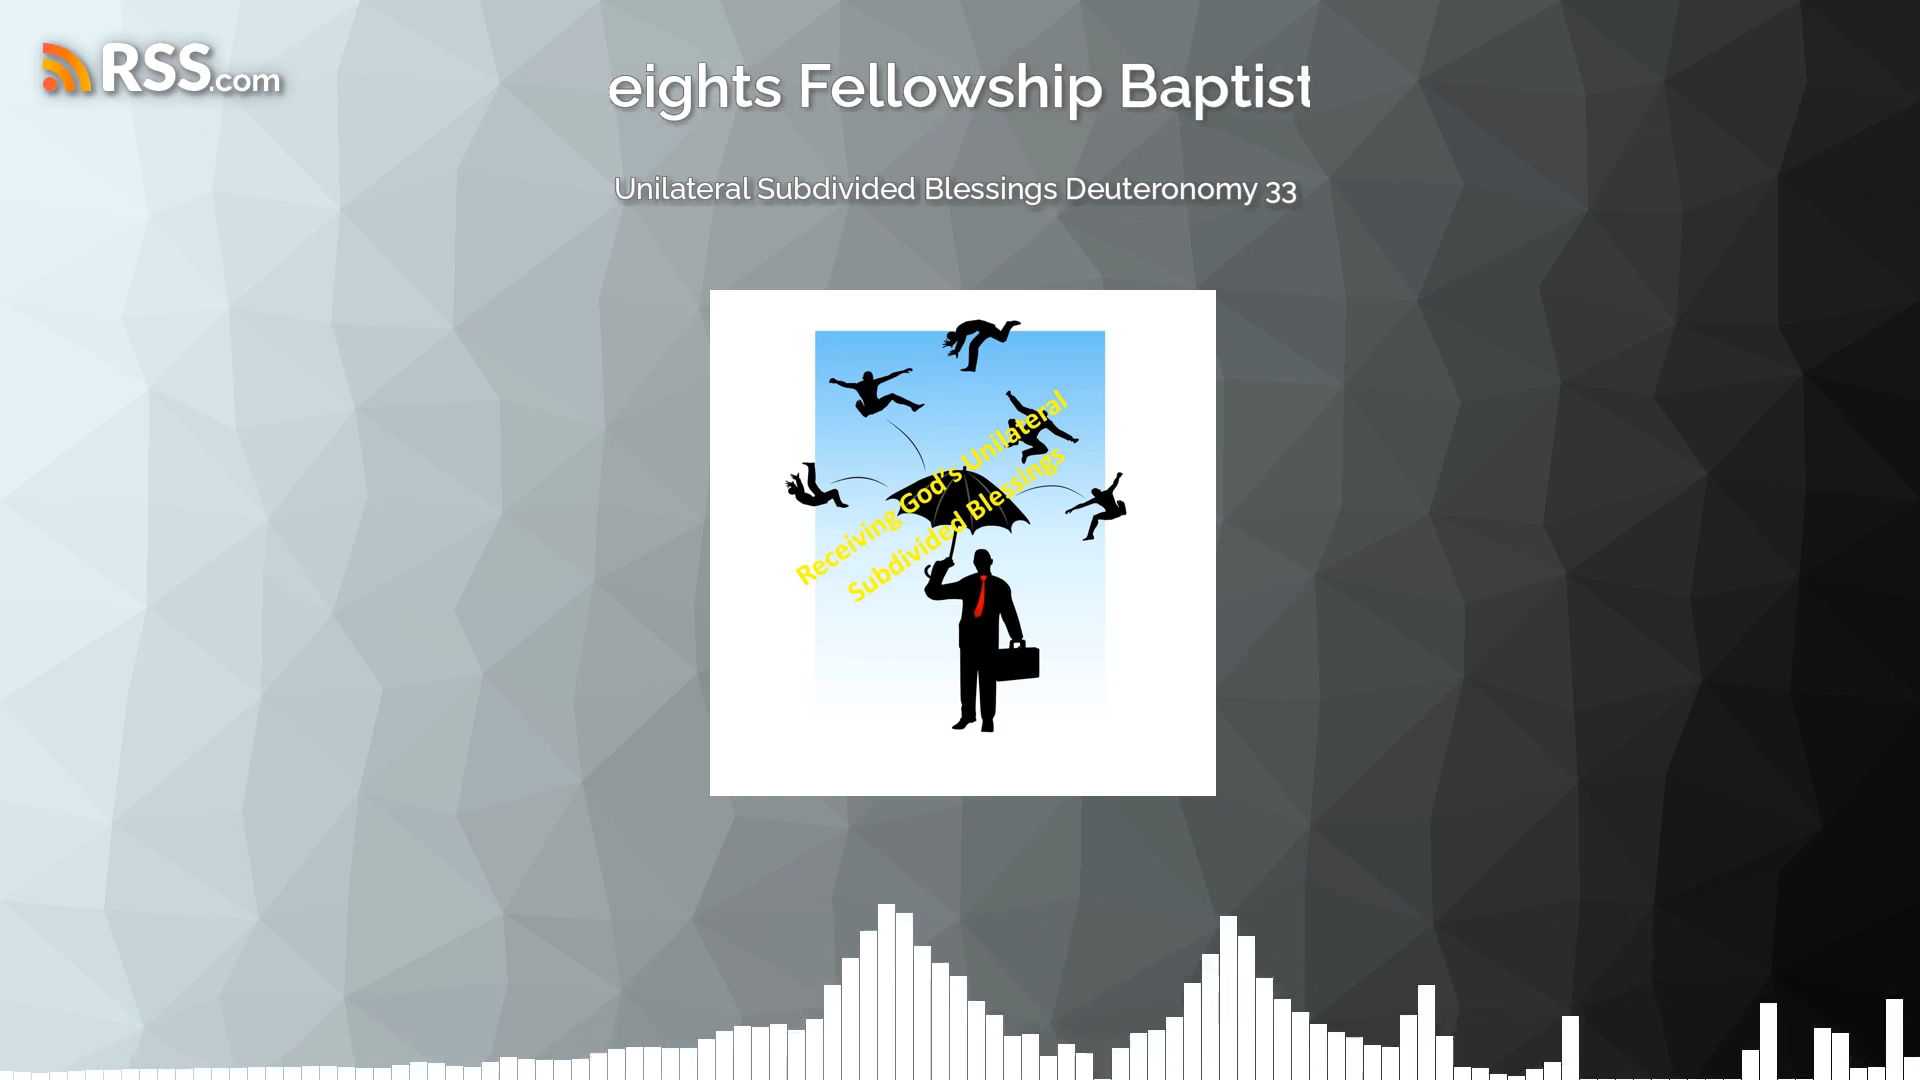 RSS.com
eights Fellowship Baptist
Unilateral Subdivided Blessings Deuteronomy 33
Receiving God's Unilateral
Subdivided Blessings